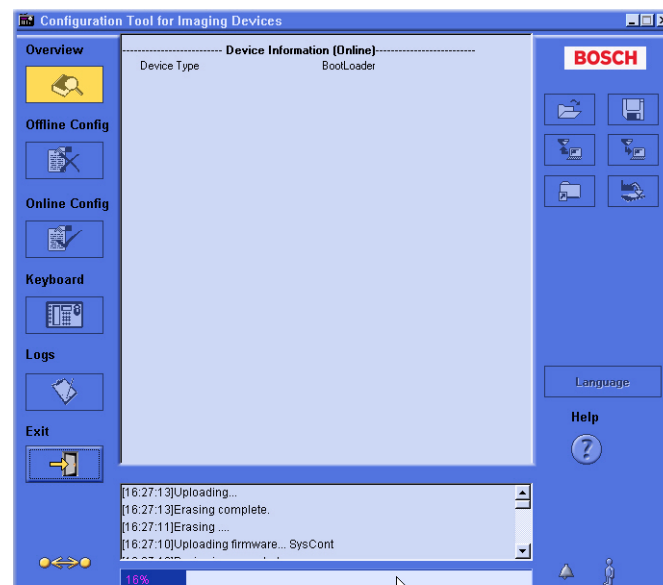 Configuration Tool for Imaging Devices
Overview
Offline Config
Online Config
Keyboard
Logs
Exit
-------------------------- Device Information (Online)--------------------------
Device Type BootLoader
[16:27:13]Uploading...
[16:27:13]Erasing complete.
[16:27:11]Erasing ....
[16:27:10]Uploading firmware... SysCont
16%
BOSCH
Language
Help
?